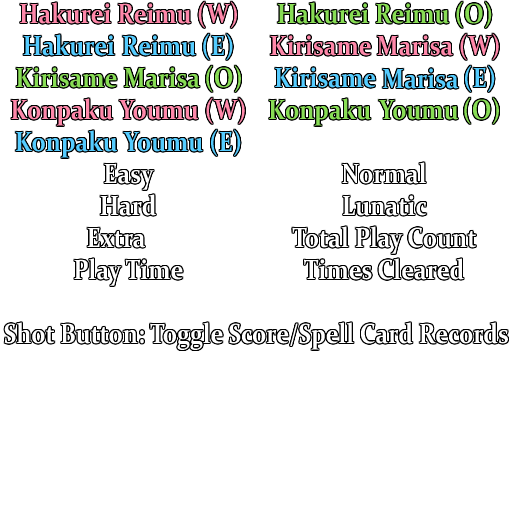 Hakurei Reimu (W) Hakurei Reimu (O)
Hakurei Reimu (E) Kirisame Marisa (W)
Kirisame Marisa (O) Kirisame Marisa (E)
Konpaku Youmu (W) Konpaku Youmu (O)
Konpaku Youmu (E)
Easy Normal
Hard Lunatic
Extra Total Play Count
Play Time Times Cleared
Shot Button: Toggle Score/Spell Card Records